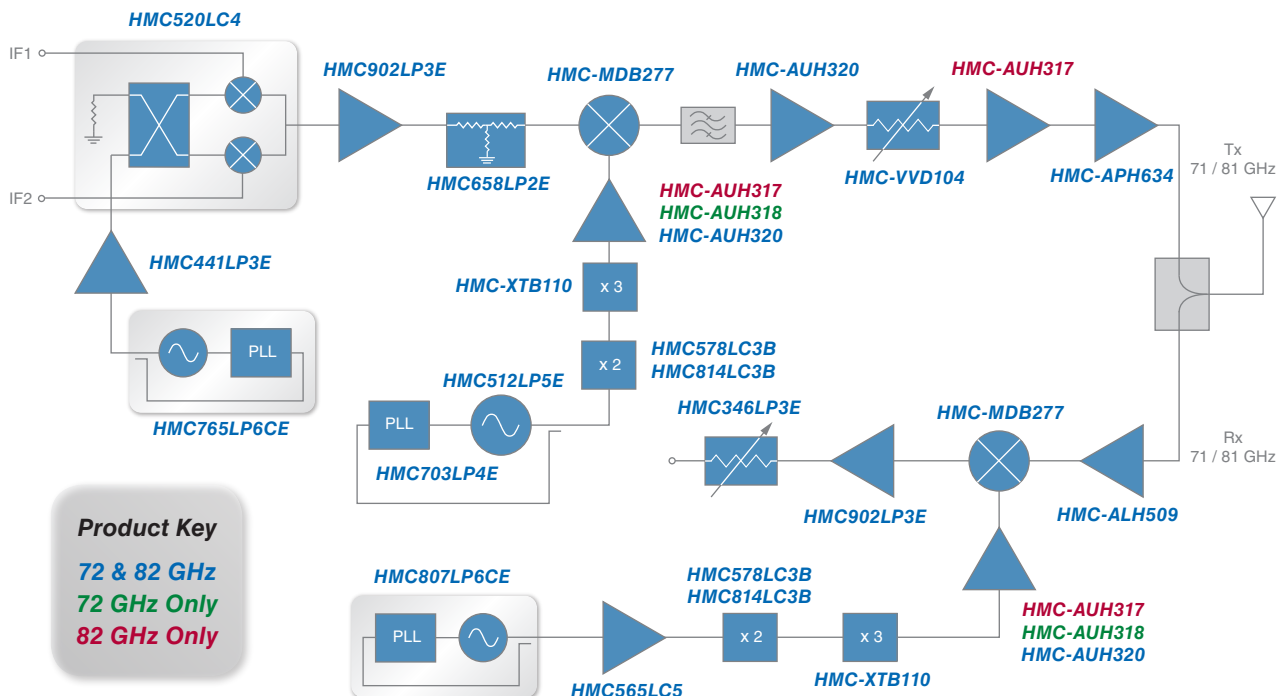 HMC520LC4
IF1
IF2
HMC902LP3E
HMC658LP2E
HMC-MDB277
HMC-AUH320
HMC-VVD104
HMC-AUH317
HMC-APH634
Tx
71 / 81 GHz
HMC-AUH317
HMC-AUH318
HMC-AUH320
HMC441LP3E
HMC-XTB110
x 3
PLL
HMC765LP6CE
x 2
HMC578LC3B
HMC814LC3B
HMC512LP5E
PLL
HMC703LP4E
HMC346LP3E
HMC902LP3E
HMC-MDB277
HMC-ALH509
Rx
71 / 81 GHz
Product Key
72 & 82 GHz
72 GHz Only
82 GHz Only
HMC807LP6CE
PLL
HMC565LC5
HMC578LC3B
HMC814LC3B
x 2
x 3
HMC-XTB110
HMC-AUH317
HMC-AUH318
HMC-AUH320